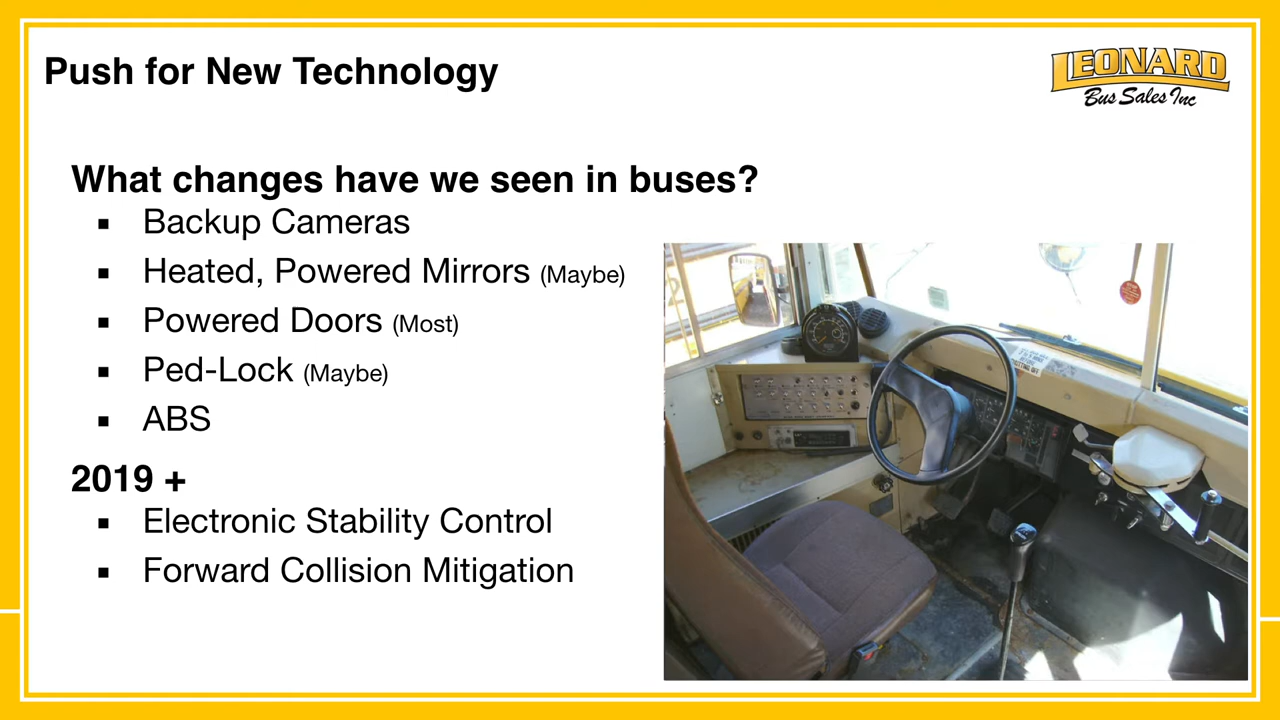 Push for New Technology
LEONARD
Bus Sales Inc
What changes have we seen in buses?
▪ Backup Cameras
▪ Heated, Powered Mirrors (Maybe)
▪ Powered Doors (Most)
▪ Ped-Lock (Maybe)
▪ ABS
2019 +
▪ Electronic Stability Control
▪ Forward Collision Mitigation